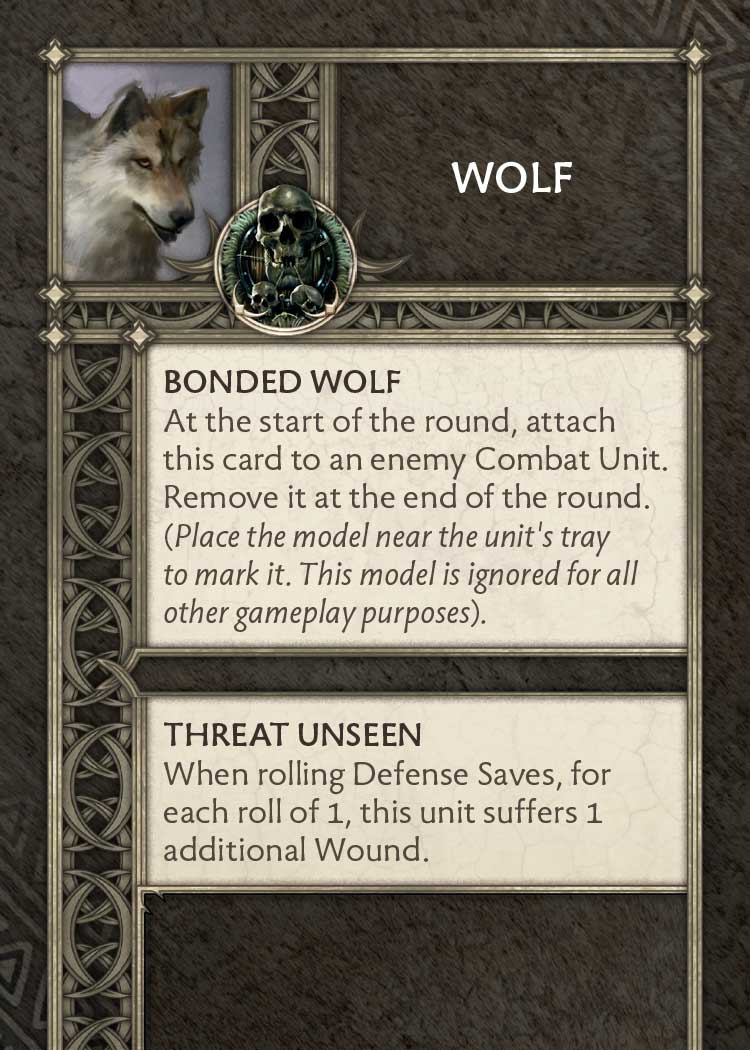 WOLF
BONDED WOLF
At the start of the round, attach
this card to an enemy Combat Unit.
Remove it at the end of the round.
(Place the model near the unit's tray
to mark it. This model is ignored for all
other gameplay purposes).
THREAT UNSEEN
When rolling Defense Saves, for
each roll of 1, this unit suffers 1
additional Wound.